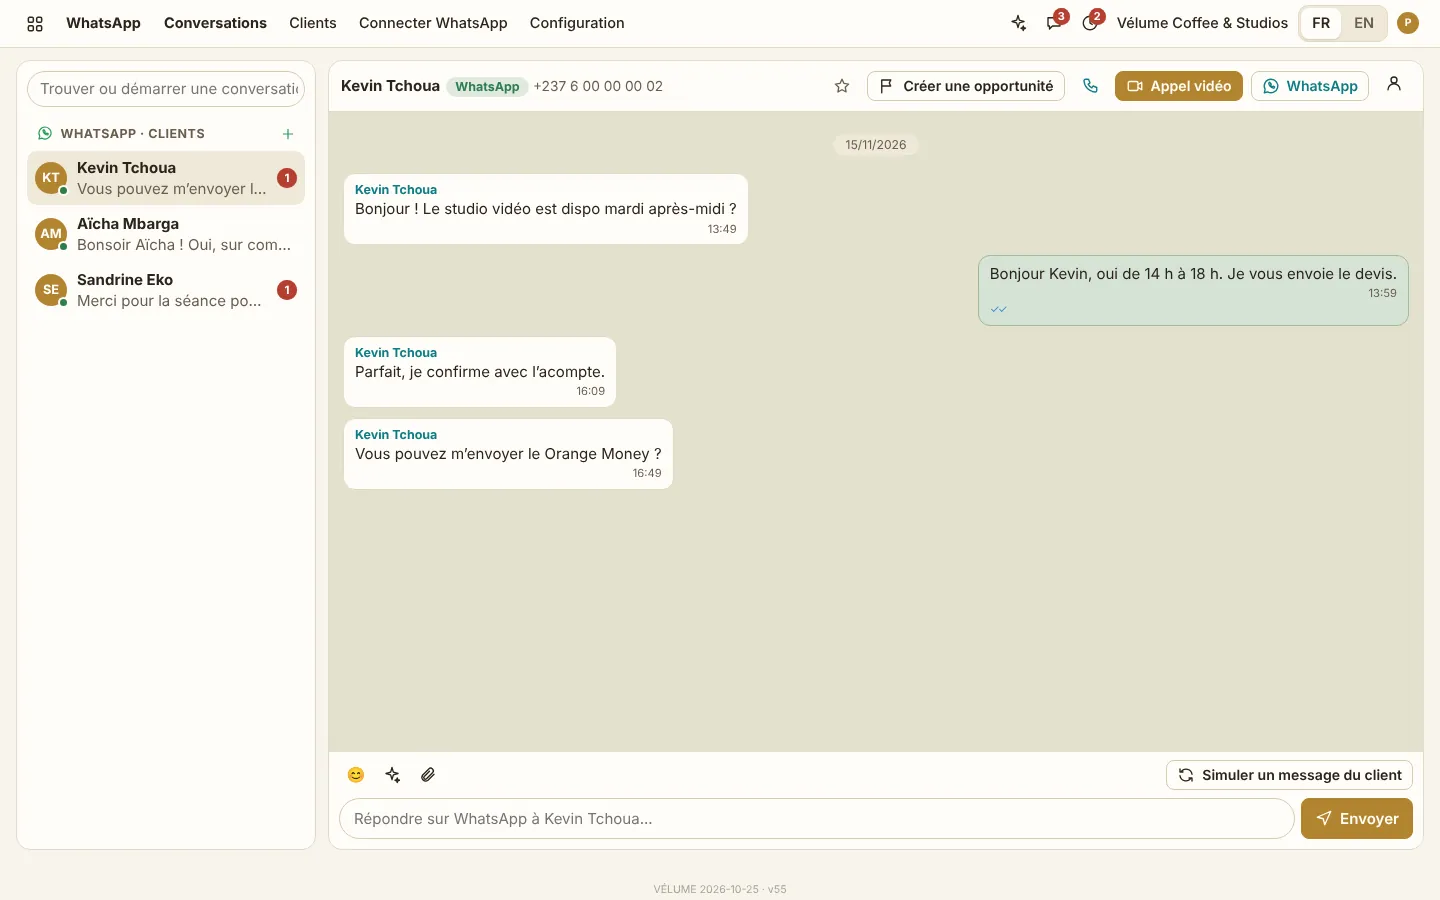 WhatsApp Conversations Clients Connecter WhatsApp Configuration 3 2 Vélume Coffee & Studios FR EN P
Trouver ou démarrer une conversati
WHATSAPP · CLIENTS
KT Kevin Tchoua
Vous pouvez m’envoyer l... 1
AM Aïcha Mbarga
Bonsoir Aïcha ! Oui, sur com...
SE Sandrine Eko
Merci pour la séance po... 1
Kevin Tchoua WhatsApp +237 6 00 00 00 02 Créer une opportunité Appel vidéo WhatsApp
15/11/2026
Kevin Tchoua
Bonjour ! Le studio vidéo est dispo mardi après-midi ?
13:49
Bonjour Kevin, oui de 14 h à 18 h. Je vous envoie le devis.
13:59
Kevin Tchoua
Parfait, je confirme avec l’acompte.
16:09
Kevin Tchoua
Vous pouvez m’envoyer le Orange Money ?
16:49
Simuler un message du client
Répondre sur WhatsApp à Kevin Tchoua... Envoyer
VÉLUME 2026-10-25 · v55